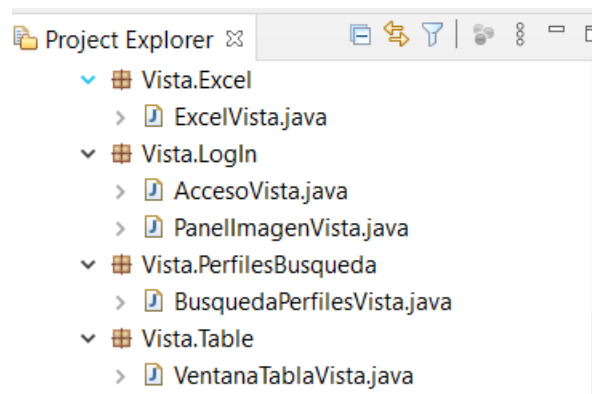 Project Explorer
Vista.Excel
ExcelVista.java
Vista.LogIn
AccesoVista.java
PanelImagenVista.java
Vista.PerfilesBusqueda
BusquedaPerfilesVista.java
Vista.Table
VentanaTablaVista.java